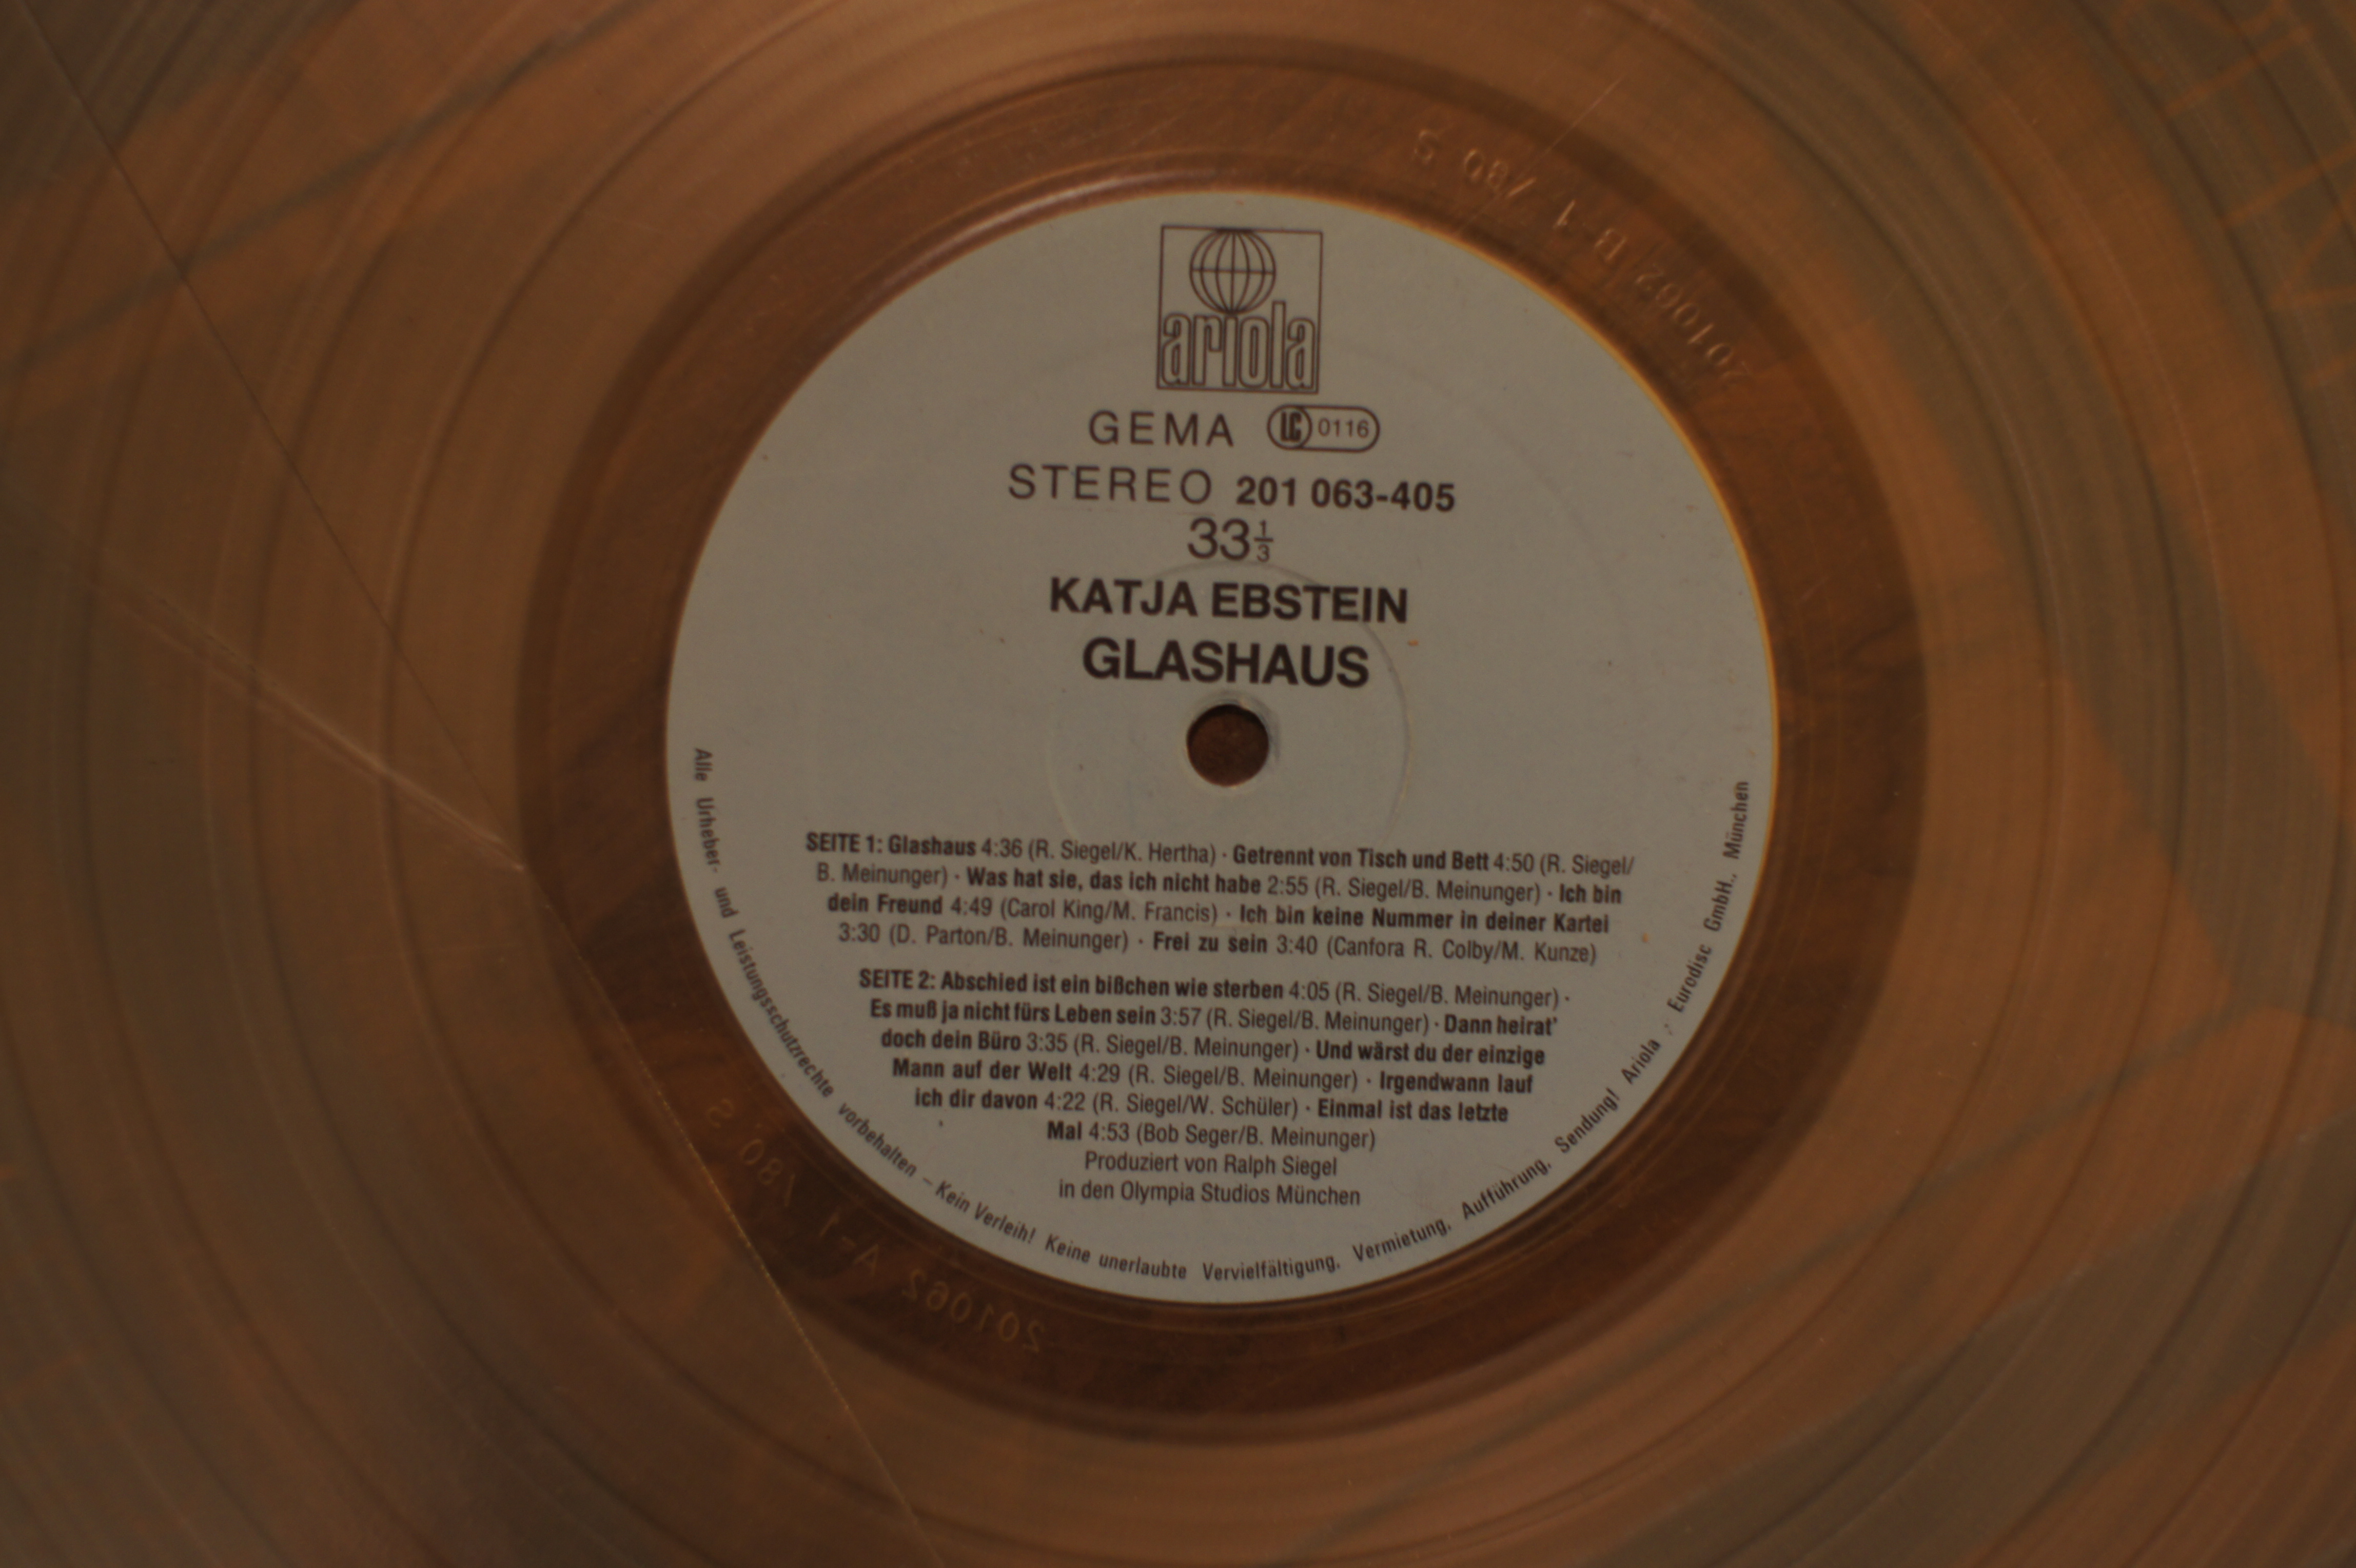 ariola
GEMA LC 0116
STEREO 201 063-405
33 1/3
KATJA EBSTEIN
GLASHAUS
SEITE 1: Glashaus 4:36 (R. Siegel/K. Hertha) · Getrennt von Tisch und Bett 4:50 (R. Siegel/
B. Meinunger) · Was hat sie, das ich nicht habe 2:55 (R. Siegel/B. Meinunger) · Ich bin
dein Freund 4:49 (Carol King/M. Francis) · Ich bin keine Nummer in deiner Kartei
3:30 (D. Parton/B. Meinunger) · Frei zu sein 3:40 (Canfora R. Colby/M. Kunze)
SEITE 2: Abschied ist ein bißchen wie sterben 4:05 (R. Siegel/B. Meinunger) ·
Es muß ja nicht fürs Leben sein 3:57 (R. Siegel/B. Meinunger) · Dann heirat'
doch dein Büro 3:35 (R. Siegel/B. Meinunger) · Und wärst du der einzige
Mann auf der Welt 4:29 (R. Siegel/B. Meinunger) · Irgendwann lauf
ich dir davon 4:22 (R. Siegel/W. Schüler) · Einmal ist das letzte
Mal 4:53 (Bob Seger/B. Meinunger)
Produziert von Ralph Siegel
in den Olympia Studios München
Alle Urheber- und Leistungsschutzrechte vorbehalten – Kein Verleih! Keine unerlaubte Vervielfältigung, Vermietung, Aufführung, Sendung! Ariola - Eurodisc GmbH., München
201062 B-1 /80 S
201062 A-1 /80 S